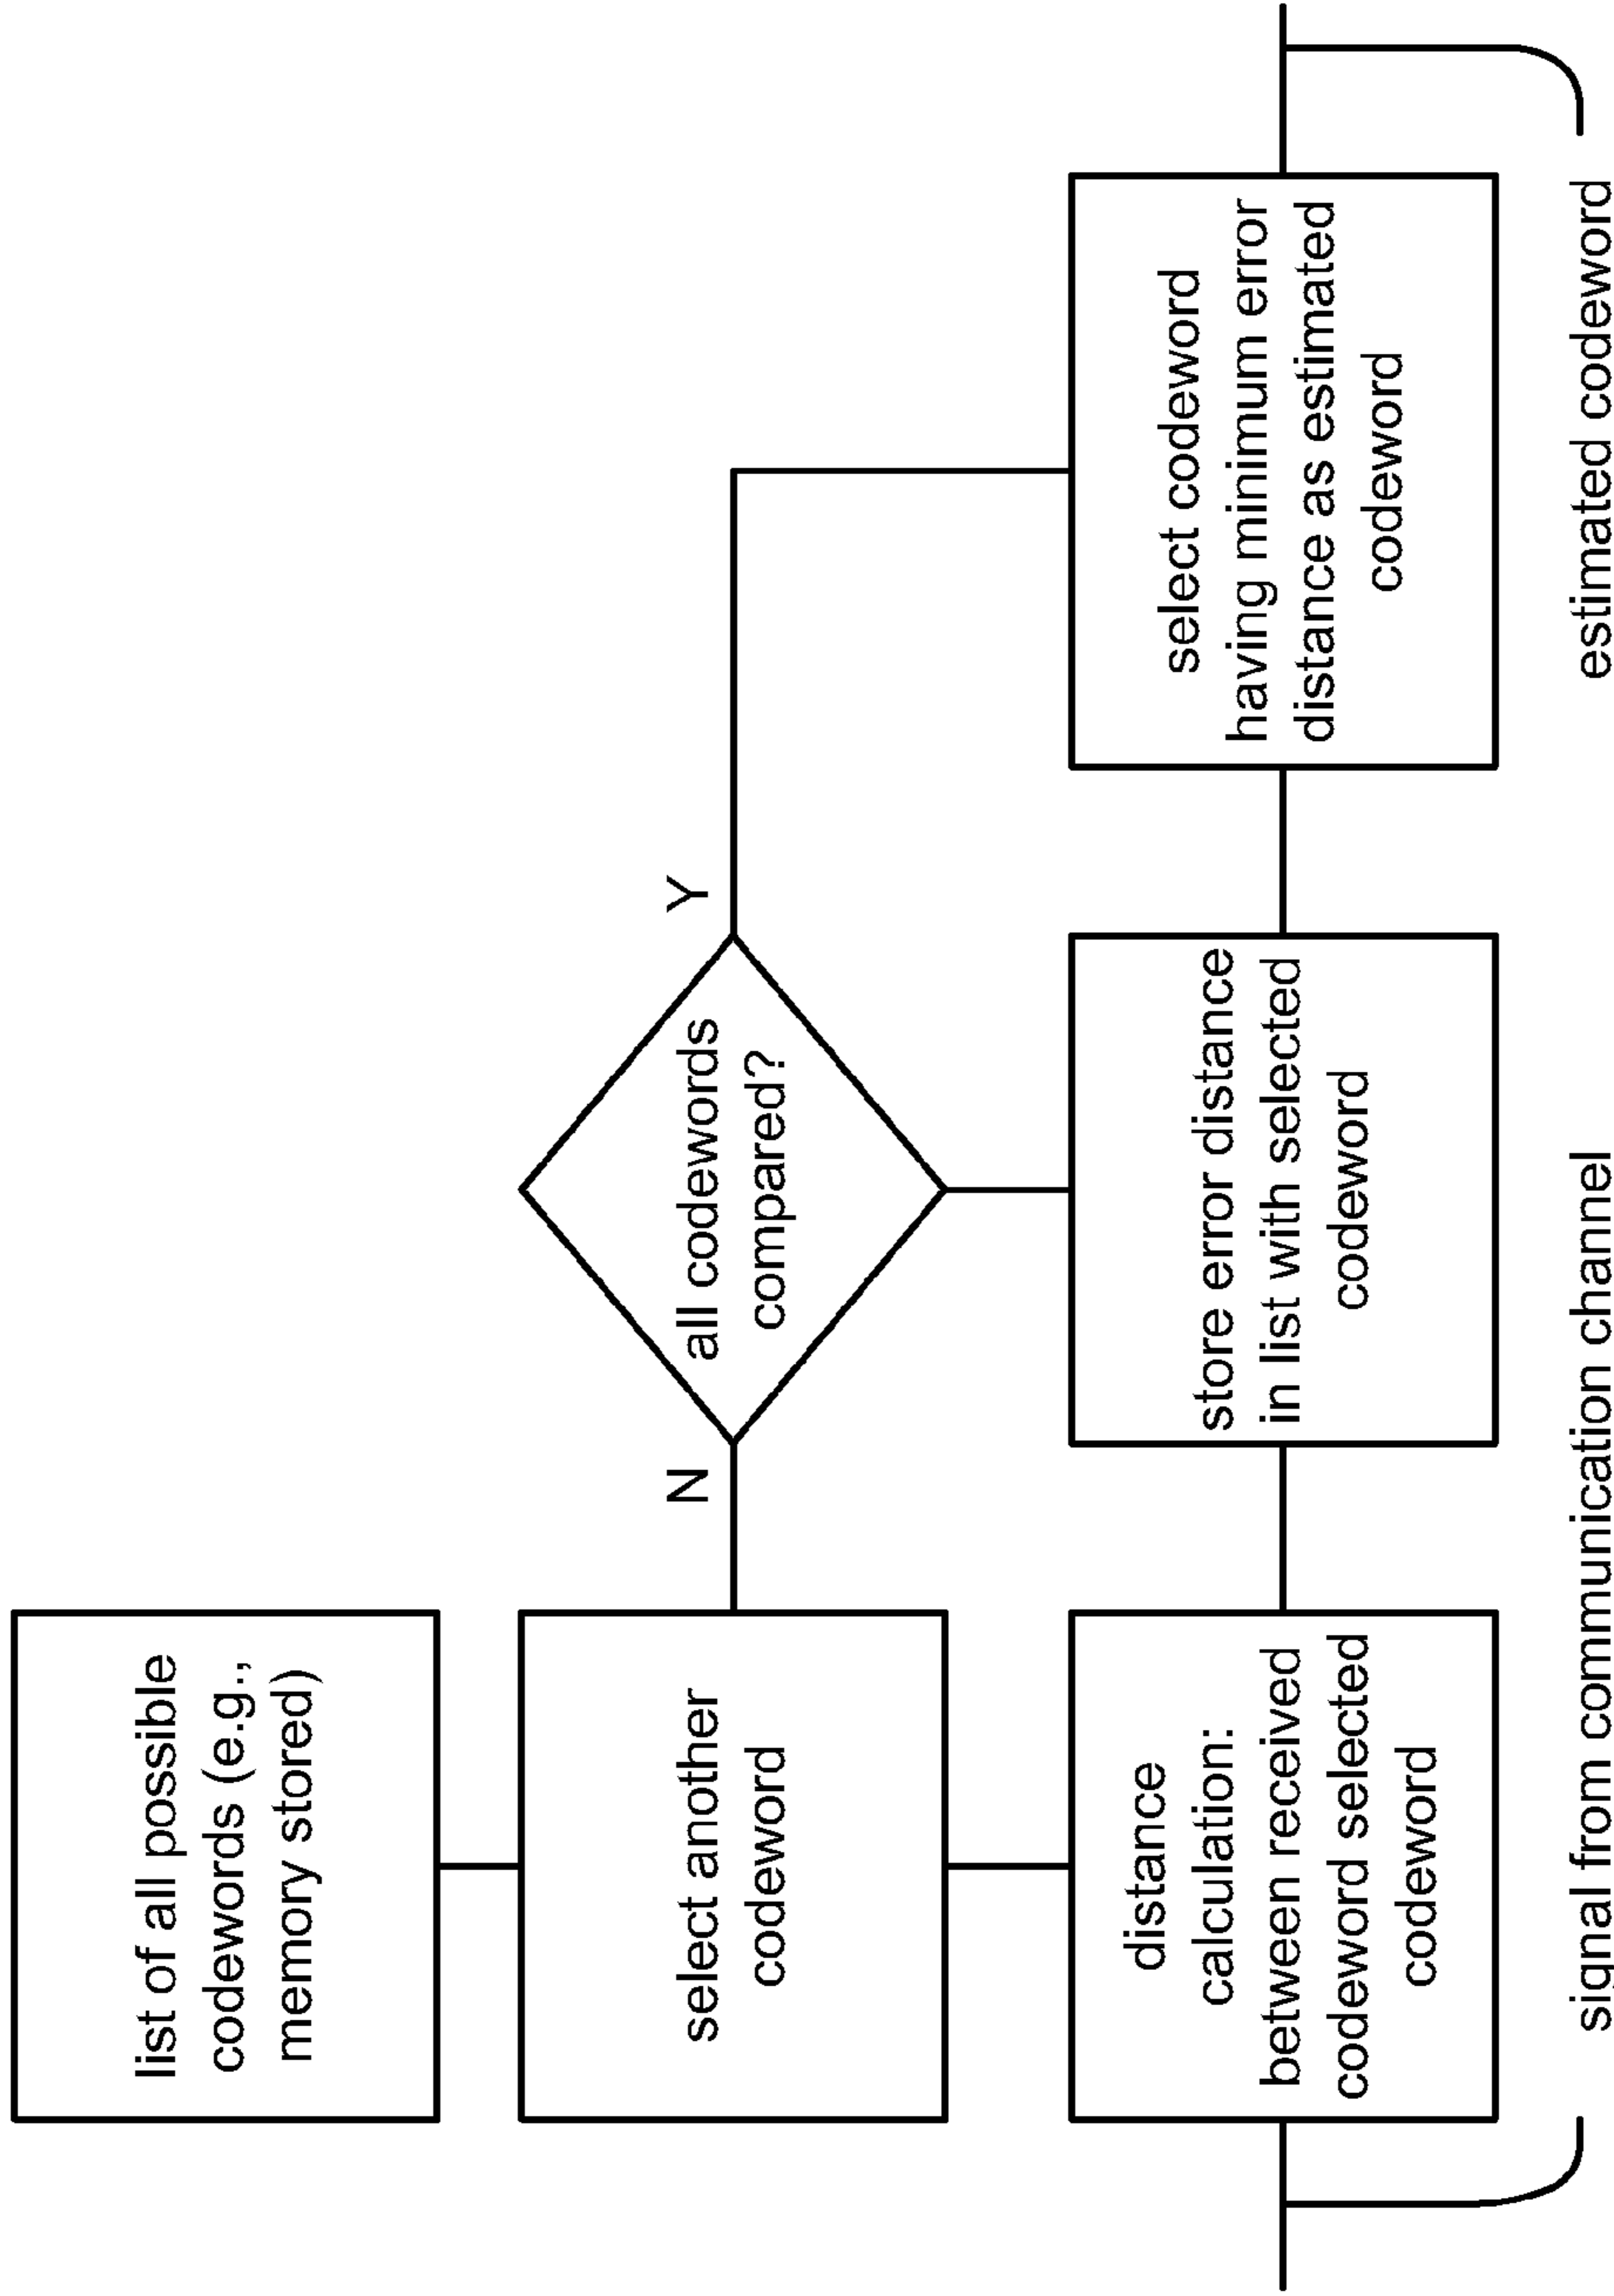 list of all possible
codewords (e.g.,
memory stored)
select another
codeword
N
all codewords
compared?
Y
distance
calculation:
between received
codeword selected
codeword
store error distance
in list with selected
codeword
select codeword
having minimum error
distance as estimated
codeword
signal from communication channel
estimated codeword